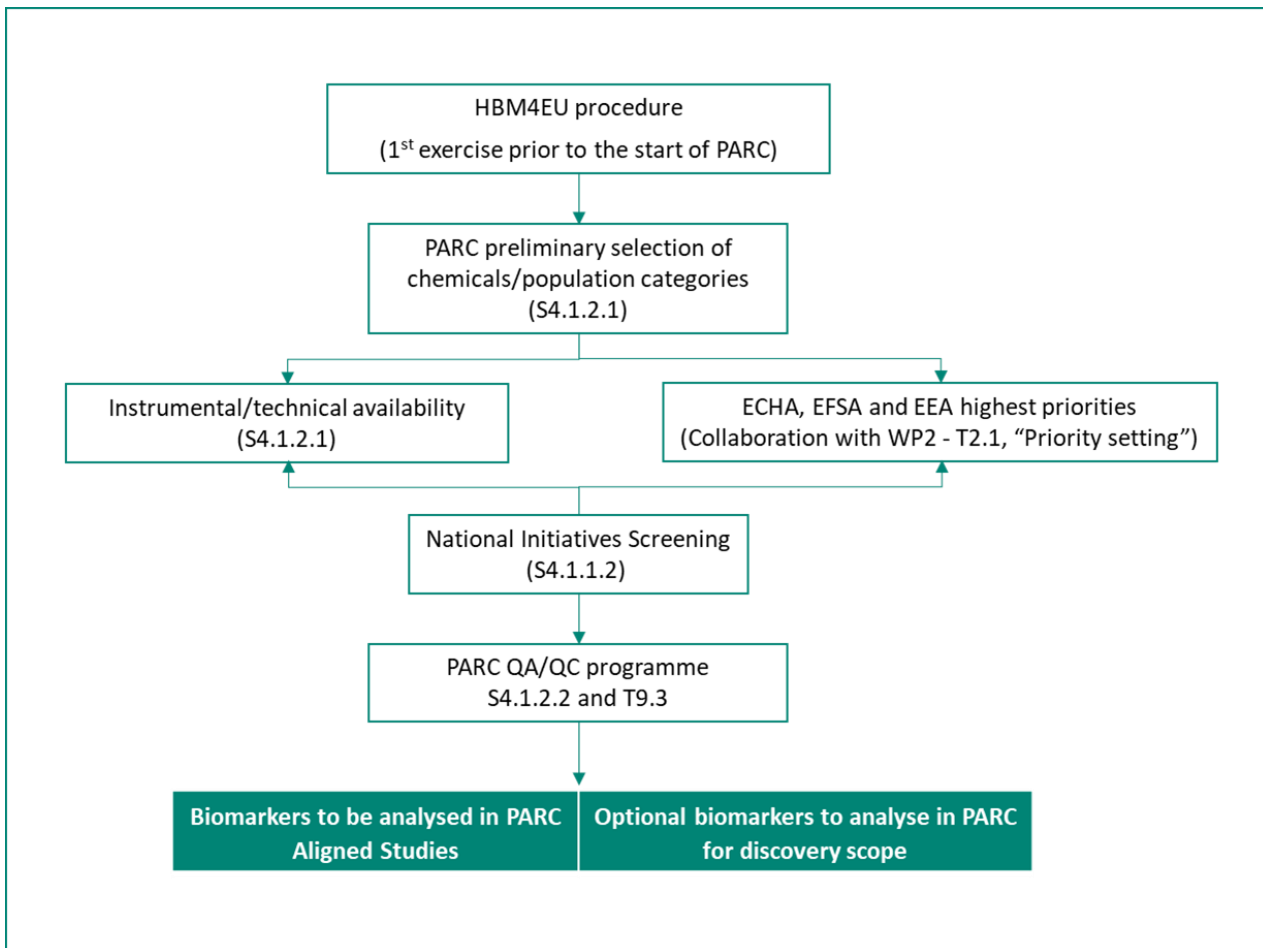 HBM4EU procedure
(1st exercise prior to the start of PARC)
PARC preliminary selection of
chemicals/population categories
(S4.1.2.1)
Instrumental/technical availability
(S4.1.2.1)
ECHA, EFSA and EEA highest priorities
(Collaboration with WP2 - T2.1, “Priority setting”)
National Initiatives Screening
(S4.1.1.2)
PARC QA/QC programme
S4.1.2.2 and T9.3
Biomarkers to be analysed in PARC
Aligned Studies
Optional biomarkers to analyse in PARC
for discovery scope